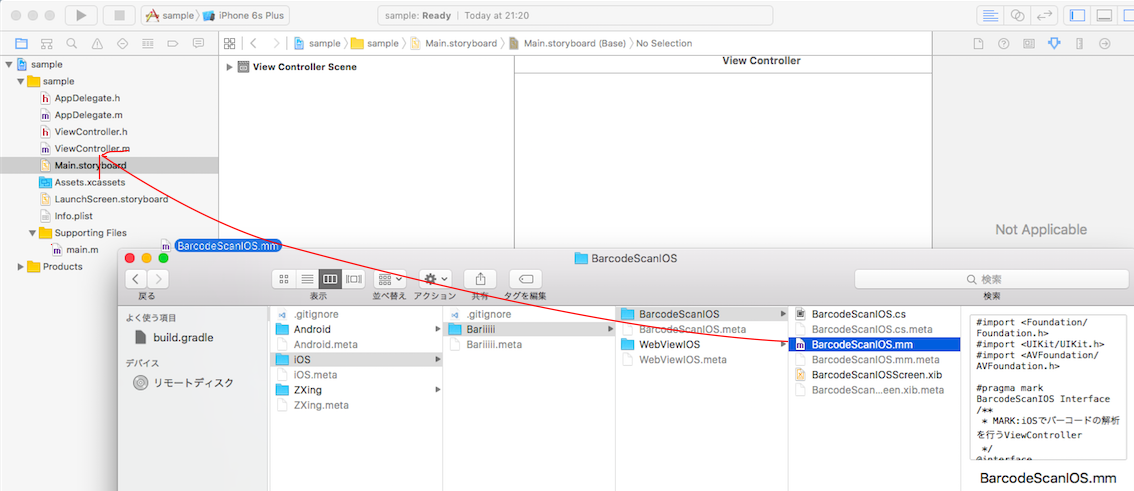 sample
iPhone 6s Plus
sample: Ready | Today at 21:20
sample
sample
Main.storyboard
Main.storyboard (Base)
No Selection
sample
sample
AppDelegate.h
AppDelegate.m
ViewController.h
ViewController.m
Main.storyboard
Assets.xcassets
LaunchScreen.storyboard
Info.plist
Supporting Files
main.m
Products
View Controller Scene
View Controller
Not Applicable
BarcodeScanIOS.mm
BarcodeScanIOS
戻る
表示
並べ替え
アクション
共有
タグを編集
検索
検索
よく使う項目
build.gradle
デバイス
リモートディスク
.gitignore
Android
Android.meta
iOS
iOS.meta
ZXing
ZXing.meta
.gitignore
Bariiiii
Bariiiii.meta
BarcodeScanIOS
BarcodeScanIOS.meta
WebViewIOS
WebViewIOS.meta
BarcodeScanIOS.cs
BarcodeScanIOS.cs.meta
BarcodeScanIOS.mm
BarcodeScanIOS.mm.meta
BarcodeScanIOSScreen.xib
BarcodeScan...een.xib.meta
#import <Foundation/
Foundation.h>
#import <UIKit/UIKit.h>
#import <AVFoundation/
AVFoundation.h>
#pragma mark
BarcodeScanIOS Interface
/**
* MARK:iOSでバーコードの解析
を行うViewController
*/
@interface
BarcodeScanIOS.mm